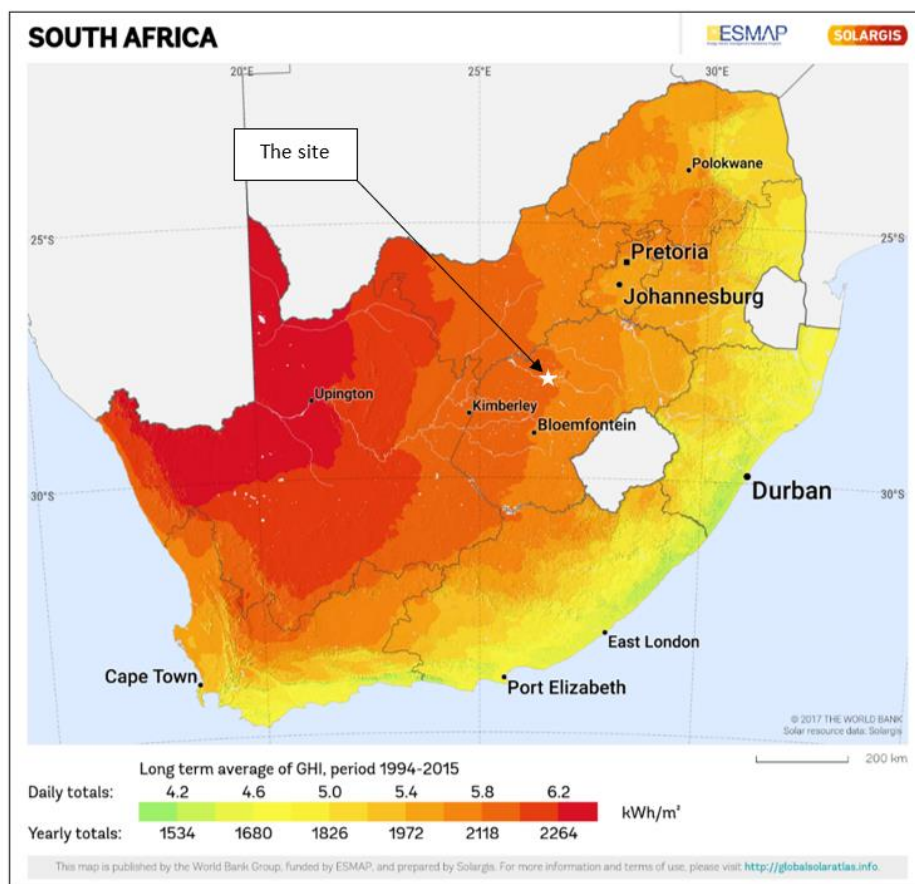 SOUTH AFRICA
ESMAP
SOLARGIS
20°E
25°E
30°E
The site
Polokwane
25°S
25°S
Pretoria
Johannesburg
Upington
Kimberley
Bloemfontein
30°S
30°S
Durban
East London
Cape Town
Port Elizabeth
© 2017 THE WORLD BANK
Solar resource data: Solargis
200 km
Long term average of GHI, period 1994-2015
Daily totals: 4.2 4.6 5.0 5.4 5.8 6.2
kWh/m²
Yearly totals: 1534 1680 1826 1972 2118 2264
This map is published by the World Bank Group, funded by ESMAP, and prepared by Solargis. For more information and terms of use, please visit http://globalsolaratlas.info.